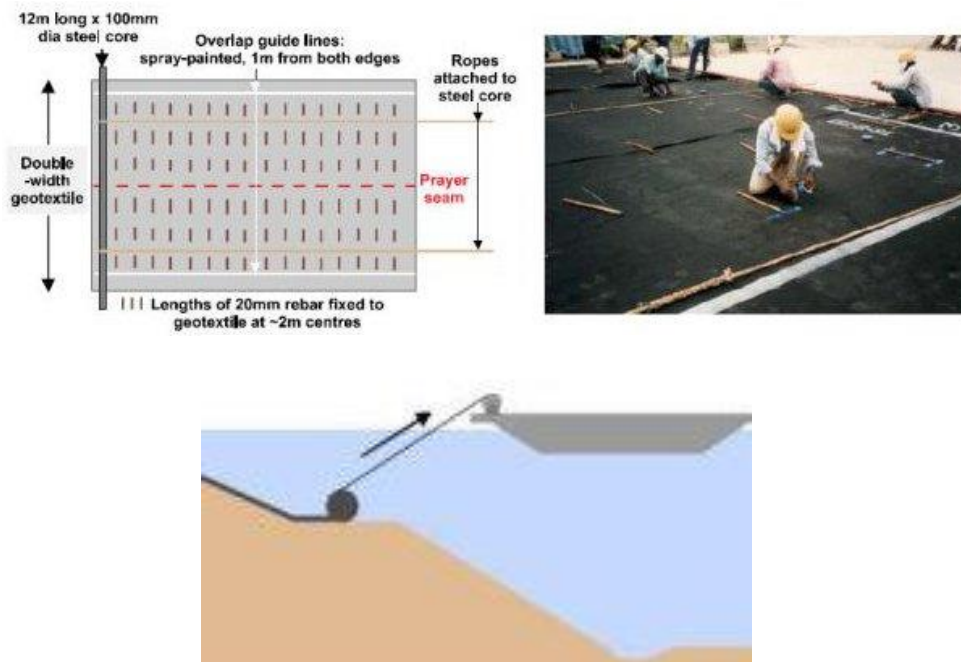 12m long x 100mm
dia steel core
Overlap guide lines:
spray-painted, 1m from both edges
Ropes
attached to
steel core
Double
-width
geotextile
Prayer
seam
Lengths of 20mm rebar fixed to
geotextile at ~2m centres